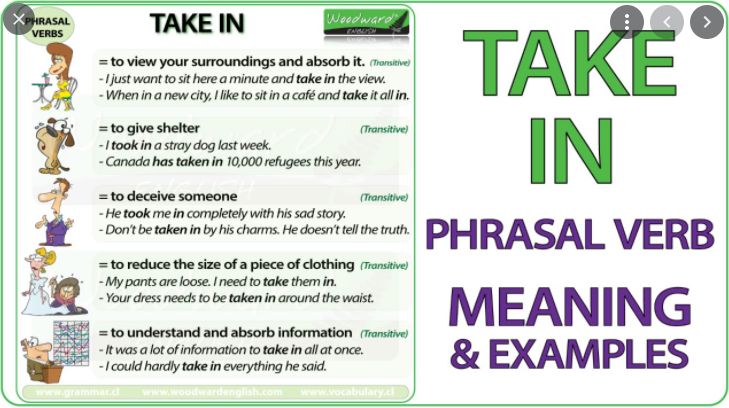 PHRASAL
VERBS
TAKE IN
Woodward
ENGLISH
= to view your surroundings and absorb it. (Transitive)
- I just want to sit here a minute and take in the view.
- When in a new city, I like to sit in a café and take it all in.
= to give shelter (Transitive)
- I took in a stray dog last week.
- Canada has taken in 10,000 refugees this year.
= to deceive someone (Transitive)
- He took me in completely with his sad story.
- Don't be taken in by his charms. He doesn't tell the truth.
= to reduce the size of a piece of clothing (Transitive)
- My pants are loose. I need to take them in.
- Your dress needs to be taken in around the waist.
= to understand and absorb information (Transitive)
- It was a lot of information to take in all at once.
- I could hardly take in everything he said.
www.grammar.cl www.woodwardenglish.com www.vocabulary.cl
TAKE
IN
PHRASAL VERB
MEANING
& EXAMPLES